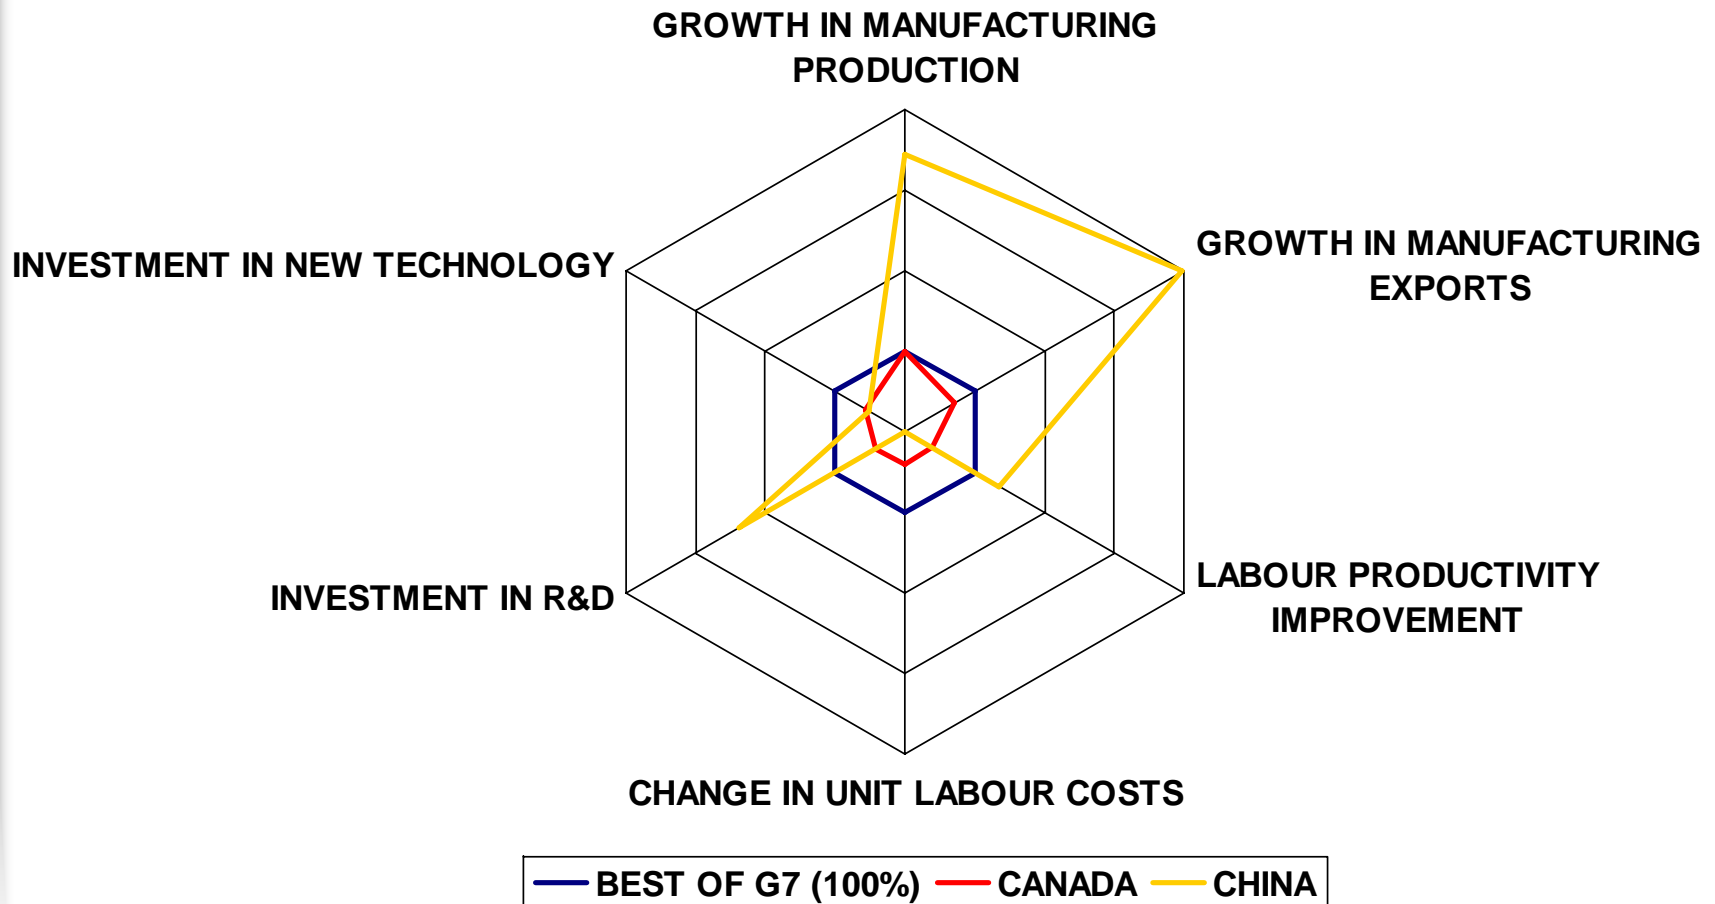 GROWTH IN MANUFACTURING
PRODUCTION
INVESTMENT IN NEW TECHNOLOGY
GROWTH IN MANUFACTURING
EXPORTS
INVESTMENT IN R&D
LABOUR PRODUCTIVITY
IMPROVEMENT
CHANGE IN UNIT LABOUR COSTS
BEST OF G7 (100%) CANADA CHINA